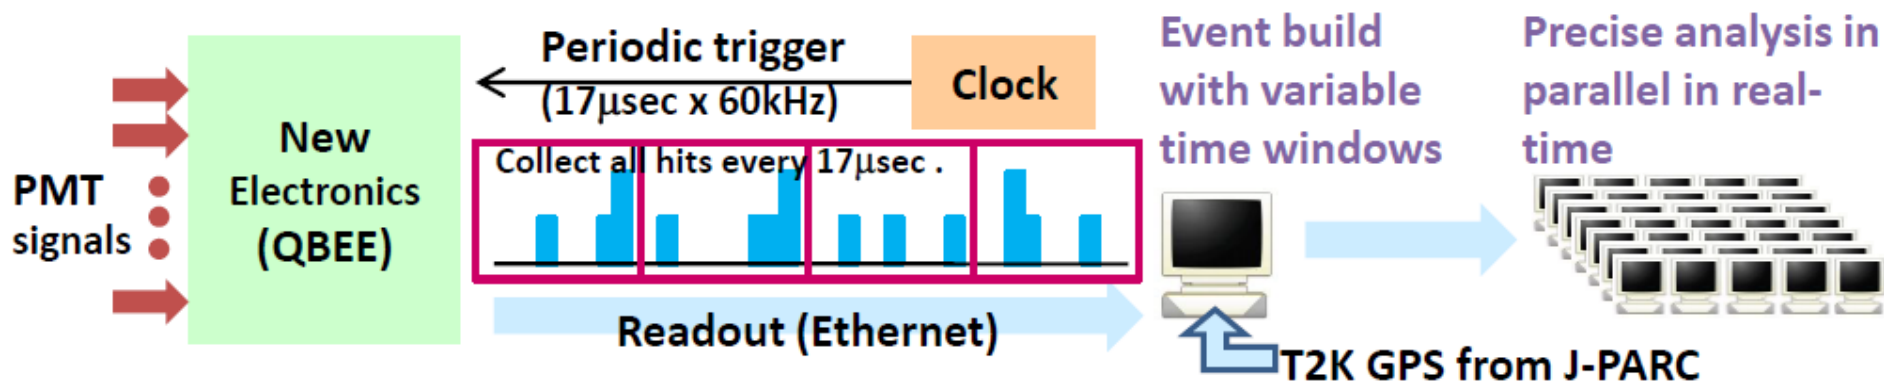 PMT
signals
New
Electronics
(QBEE)
Periodic trigger
(17μsec x 60kHz)
Clock
Collect all hits every 17μsec .
Readout (Ethernet)
Event build
with variable
time windows
T2K GPS from J-PARC
Precise analysis in
parallel in real-
time